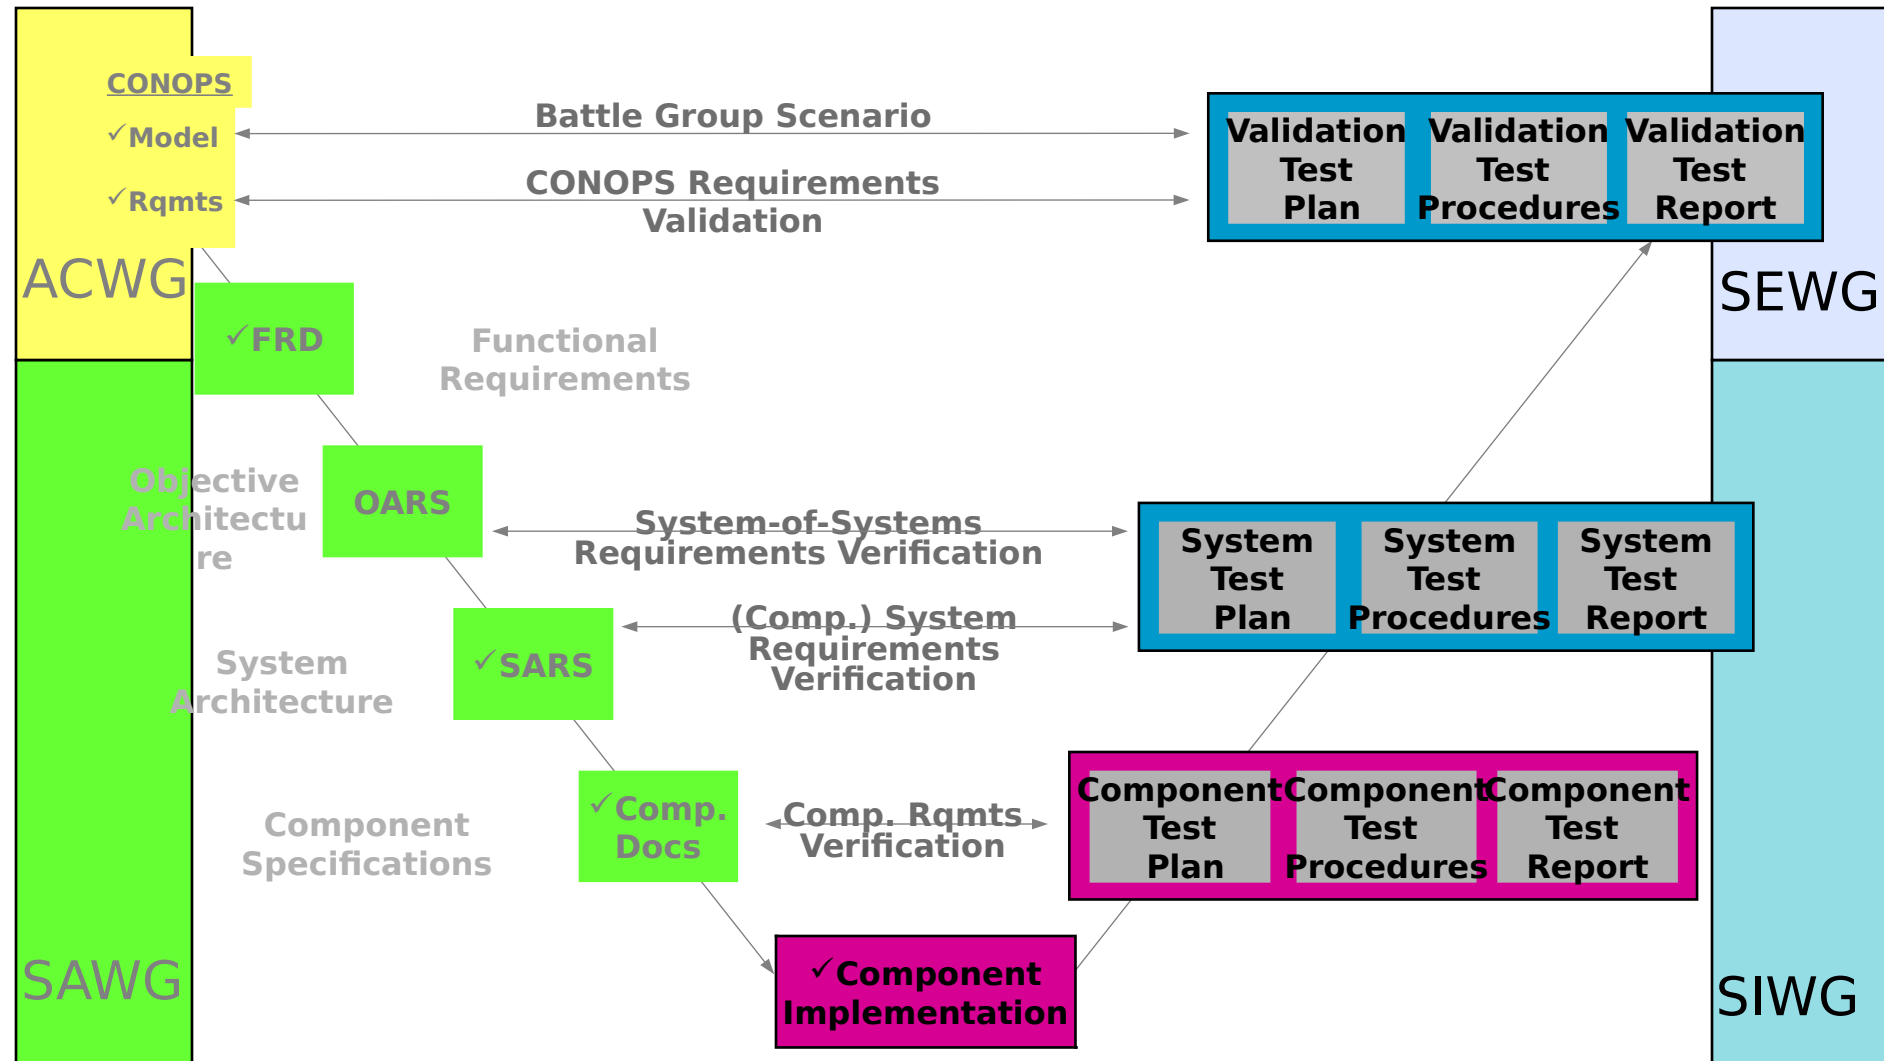 CONOPS
✓Model
✓Rqmts
ACWG
Battle Group Scenario
CONOPS Requirements
Validation
Validation
Test
Plan
Validation
Test
Procedures
Validation
Test
Report
SEWG
✓FRD
Functional
Requirements
Objective
Architectu
re
OARS
System-of-Systems
Requirements Verification
System
Test
Plan
System
Test
Procedures
System
Test
Report
(Comp.) System
Requirements
Verification
✓SARS
System
Architecture
✓Comp.
Docs
Component
Specifications
Comp. Rqmts
Verification
Component
Test
Plan
Component
Test
Procedures
Component
Test
Report
SAWG
✓Component
Implementation
SIWG